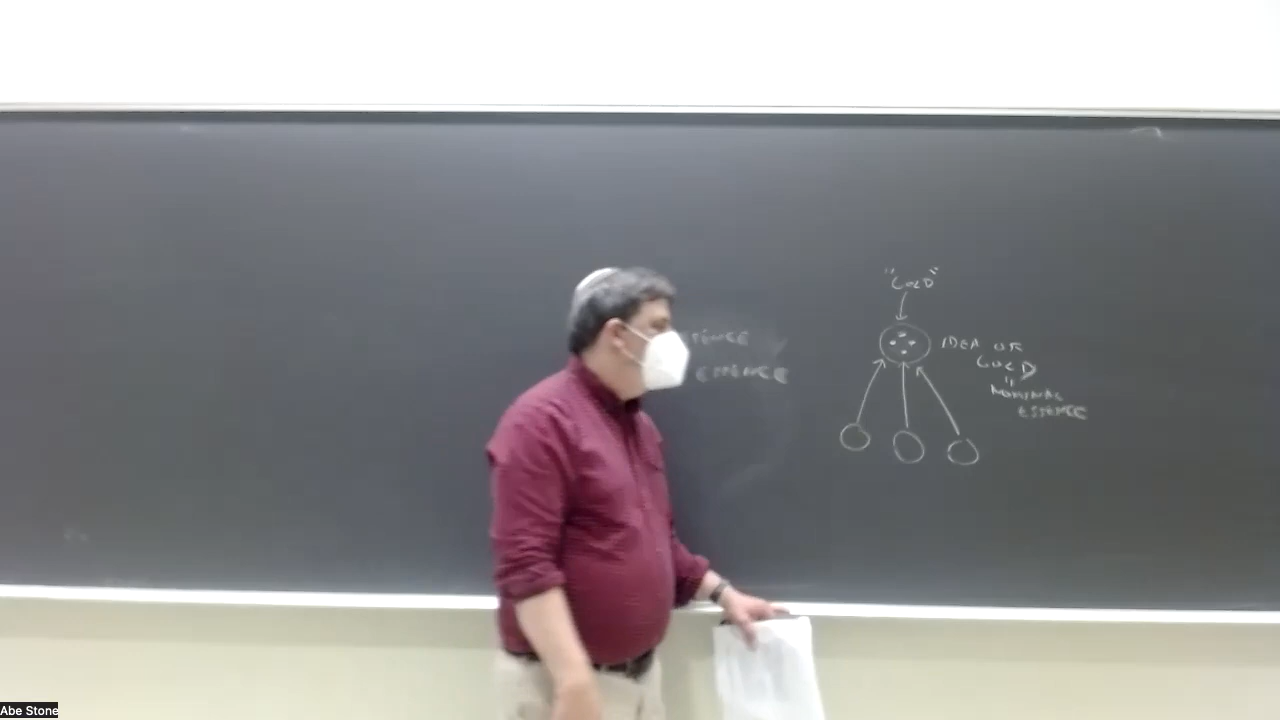 ESSENCE
"GOLD"
IDEA OF
GOLD
"
NOMINAL
ESSENCE
Abe Stone